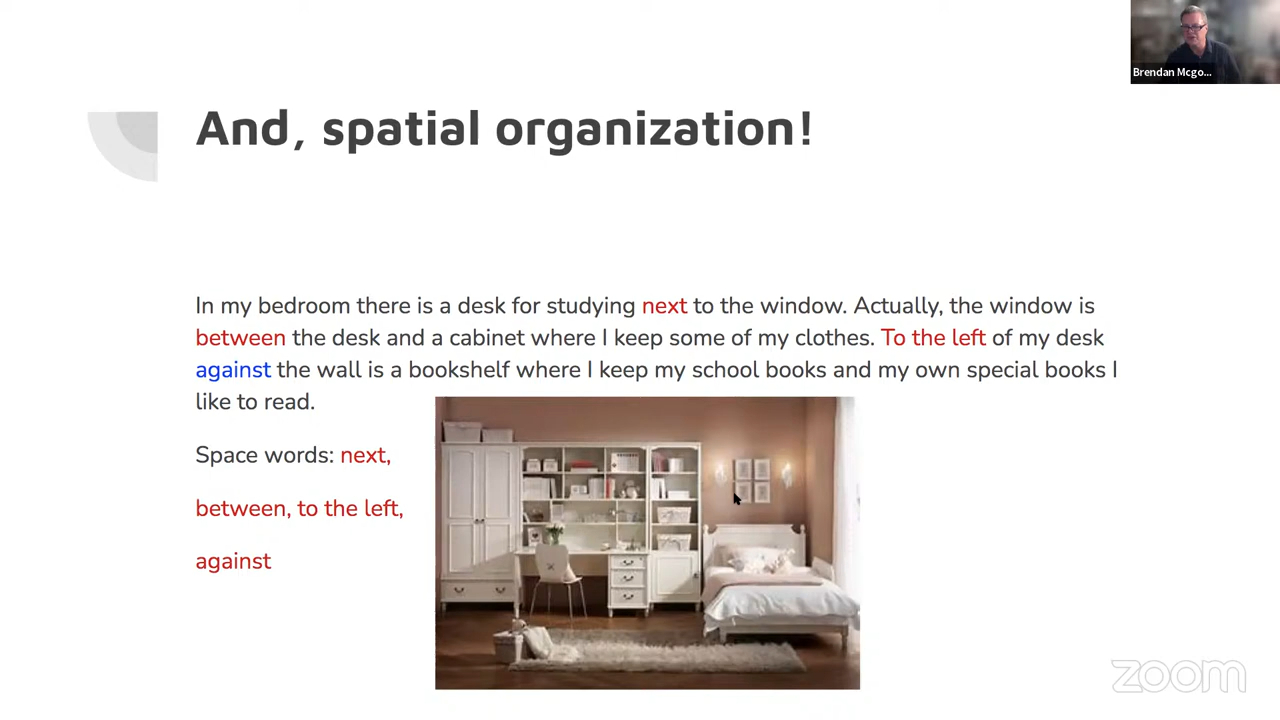 Brendan Mcgo...
And, spatial organization!
In my bedroom there is a desk for studying next to the window. Actually, the window is
between the desk and a cabinet where I keep some of my clothes. To the left of my desk
against the wall is a bookshelf where I keep my school books and my own special books I
like to read.
Space words: next,
between, to the left,
against
zoom